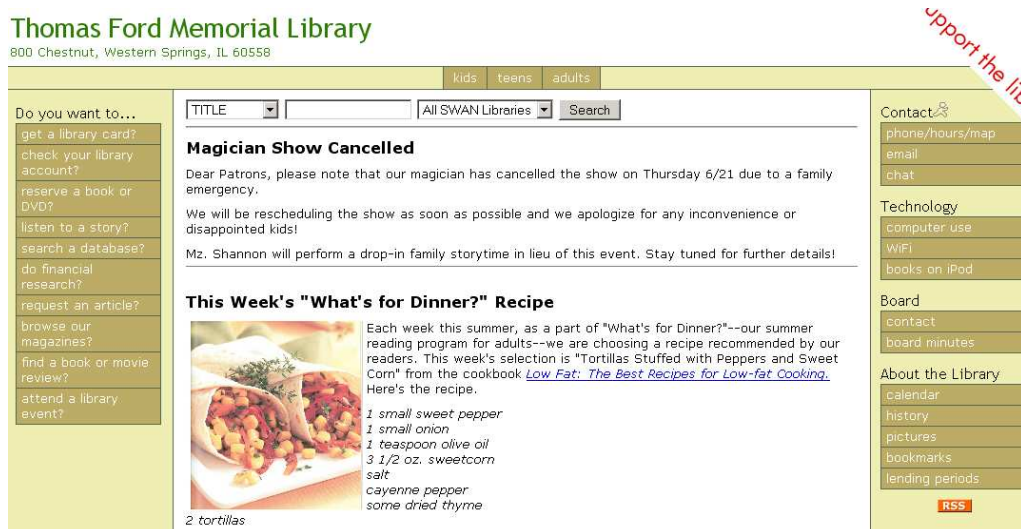 Thomas Ford Memorial Library
800 Chestnut, Western Springs, IL 60558
upport the lib
kids teens adults
Do you want to...
get a library card?
check your library
account?
reserve a book or
DVD?
listen to a story?
search a database?
do financial
research?
request an article?
browse our
magazines?
find a book or movie
review?
attend a library
event?
TITLE All SWAN Libraries Search
Magician Show Cancelled
Dear Patrons, please note that our magician has cancelled the show on Thursday 6/21 due to a family
emergency.
We will be rescheduling the show as soon as possible and we apologize for any inconvenience or
disappointed kids!
Mz. Shannon will perform a drop-in family storytime in lieu of this event. Stay tuned for further details!
This Week's "What's for Dinner?" Recipe
Each week this summer, as a part of "What's for Dinner?"--our summer
reading program for adults--we are choosing a recipe recommended by our
readers. This week's selection is "Tortillas Stuffed with Peppers and Sweet
Corn" from the cookbook Low Fat: The Best Recipes for Low-fat Cooking.
Here's the recipe.
1 small sweet pepper
1 small onion
1 teaspoon olive oil
3 1/2 oz. sweetcorn
salt
cayenne pepper
some dried thyme
2 tortillas
Contact
phone/hours/map
email
chat
Technology
computer use
WiFi
books on iPod
Board
contact
board minutes
About the Library
calendar
history
pictures
bookmarks
lending periods
RSS